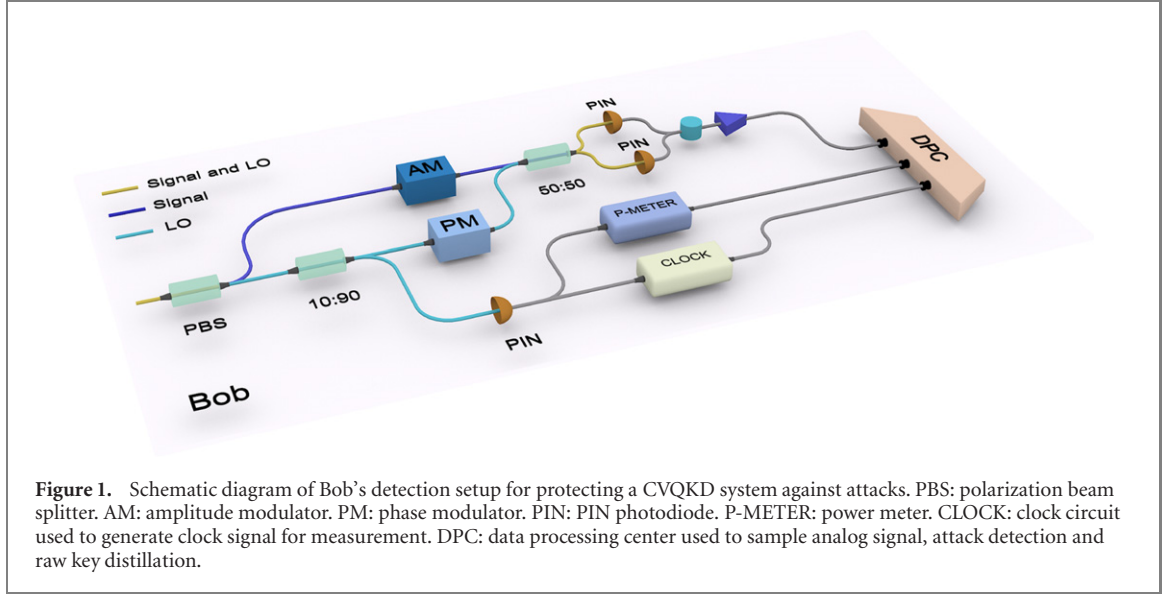 PIN
PIN
AM
DPC
Signal and LO
Signal
LO
50:50
PM
P-METER
CLOCK
10:90
PBS
PIN
Bob
Figure 1. Schematic diagram of Bob's detection setup for protecting a CVQKD system against attacks. PBS: polarization beam
splitter. AM: amplitude modulator. PM: phase modulator. PIN: PIN photodiode. P-METER: power meter. CLOCK: clock circuit
used to generate clock signal for measurement. DPC: data processing center used to sample analog signal, attack detection and
raw key distillation.